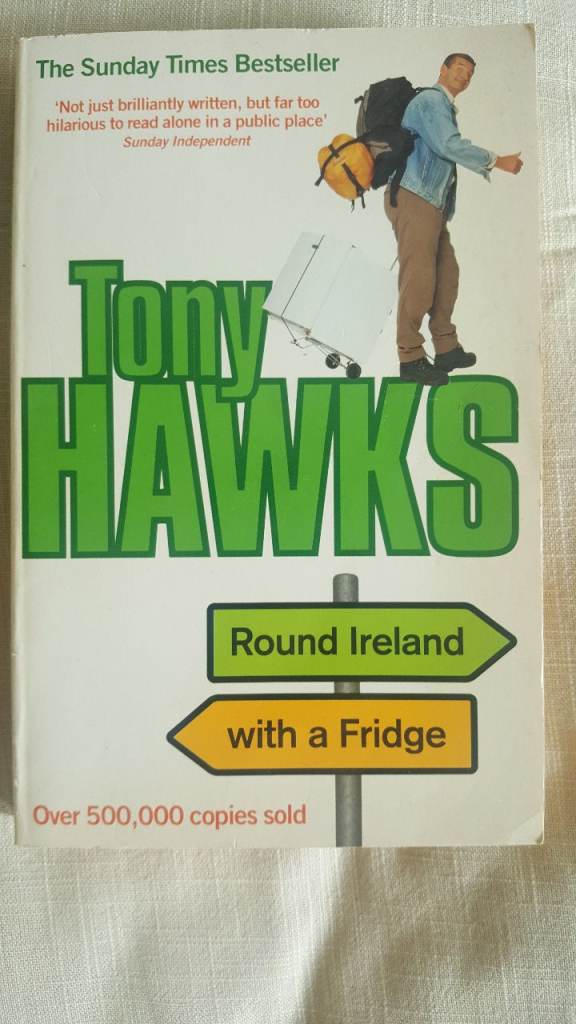 The Sunday Times Bestseller
'Not just brilliantly written, but far too
hilarious to read alone in a public place'
Sunday Independent
Tony
HAWKS
Round Ireland
with a Fridge
Over 500,000 copies sold